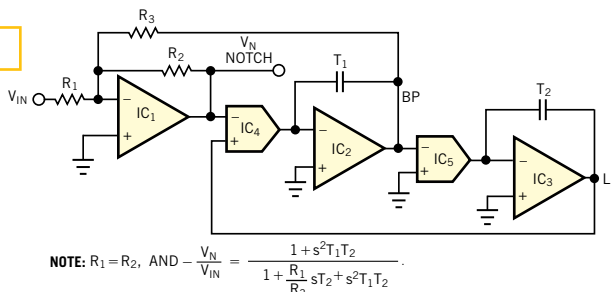 R3
R2
VN
NOTCH
T1
R1
VIN
−
+
IC1
−
+
IC4
−
+
IC2
BP
−
+
IC5
T2
−
+
IC3
L
NOTE: R1=R2, AND − VN/VIN = (1+s²T1T2)/(1+ R1/R3 sT2+s²T1T2).